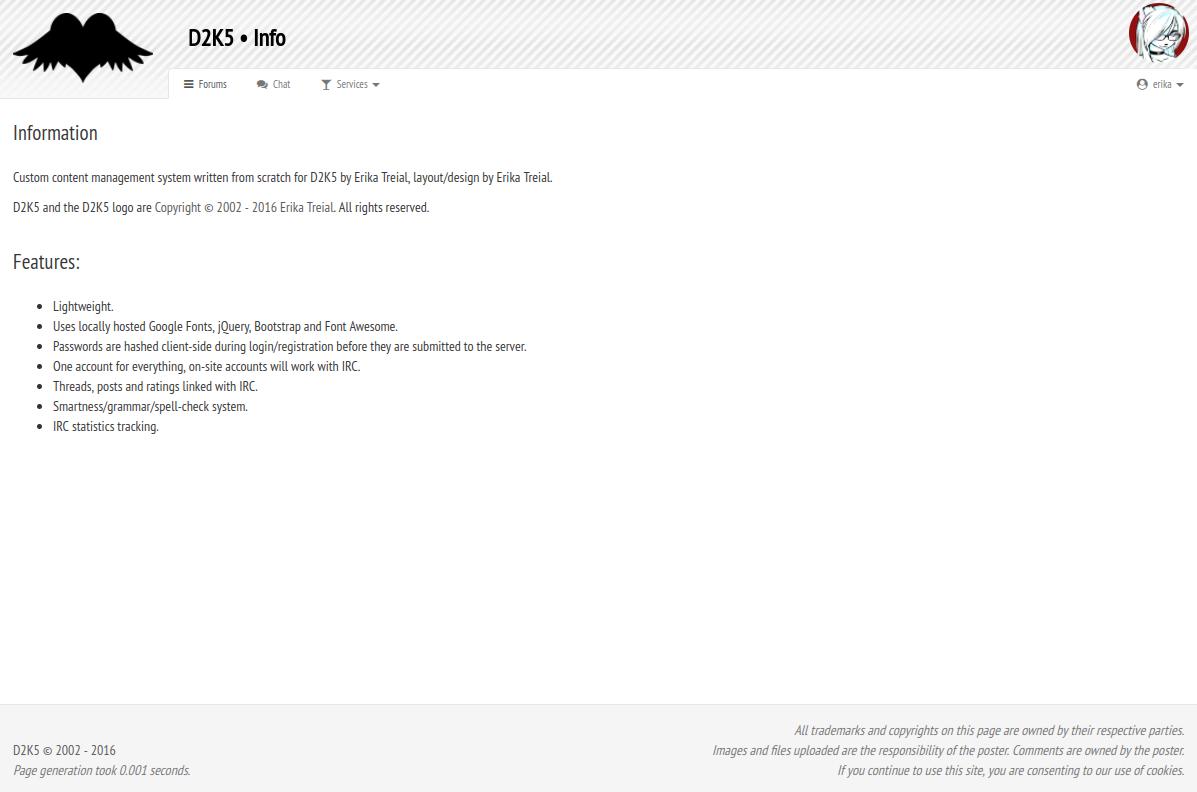 D2K5 • Info
Forums Chat Services erika
Information
Custom content management system written from scratch for D2K5 by Erika Treial, layout/design by Erika Treial.
D2K5 and the D2K5 logo are Copyright © 2002 - 2016 Erika Treial. All rights reserved.
Features:
• Lightweight.
• Uses locally hosted Google Fonts, jQuery, Bootstrap and Font Awesome.
• Passwords are hashed client-side during login/registration before they are submitted to the server.
• One account for everything, on-site accounts will work with IRC.
• Threads, posts and ratings linked with IRC.
• Smartness/grammar/spell-check system.
• IRC statistics tracking.
D2K5 © 2002 - 2016
Page generation took 0.001 seconds.
All trademarks and copyrights on this page are owned by their respective parties.
Images and files uploaded are the responsibility of the poster. Comments are owned by the poster.
If you continue to use this site, you are consenting to our use of cookies.